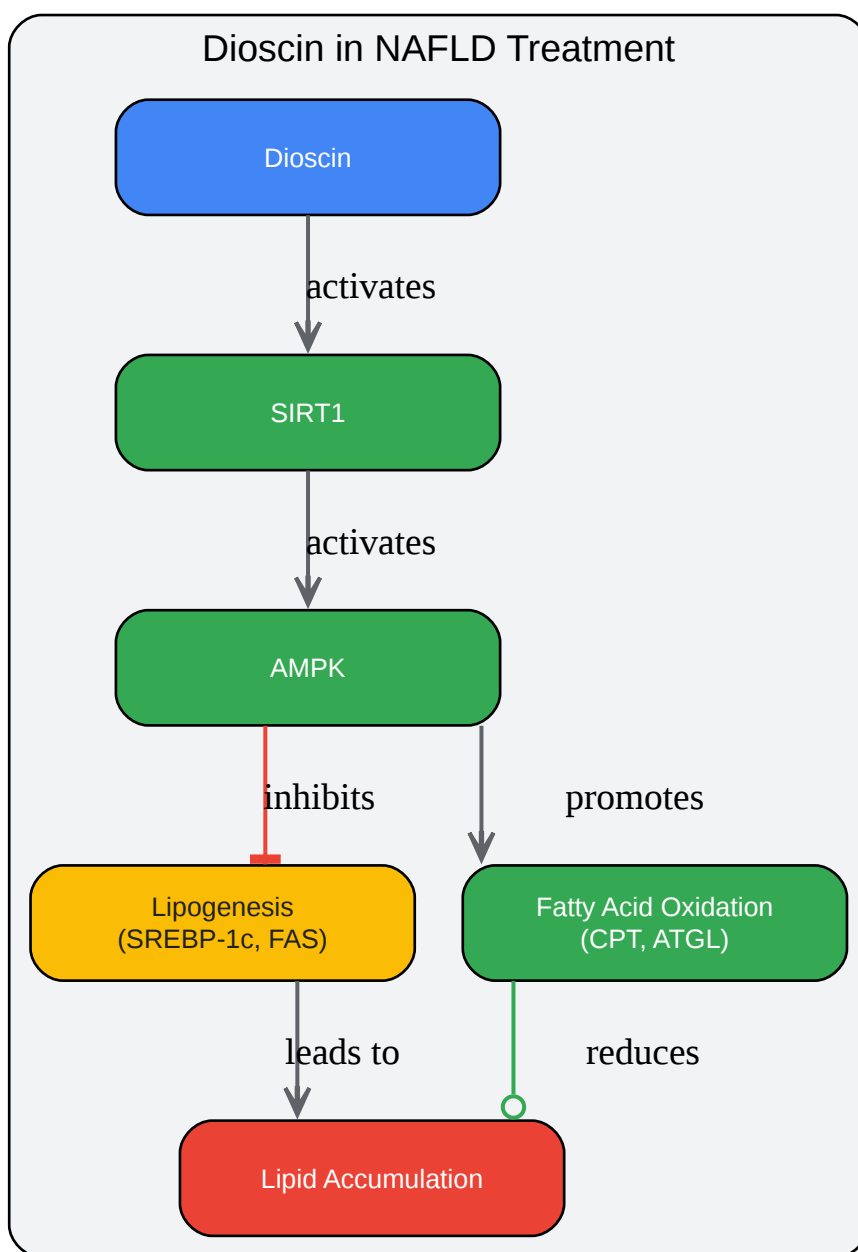 Dioscin in NAFLD Treatment
Dioscin
activates
SIRT1
activates
AMPK
inhibits
promotes
Lipogenesis
(SREBP-1c, FAS)
Fatty Acid Oxidation
(CPT, ATGL)
leads to
reduces
Lipid Accumulation